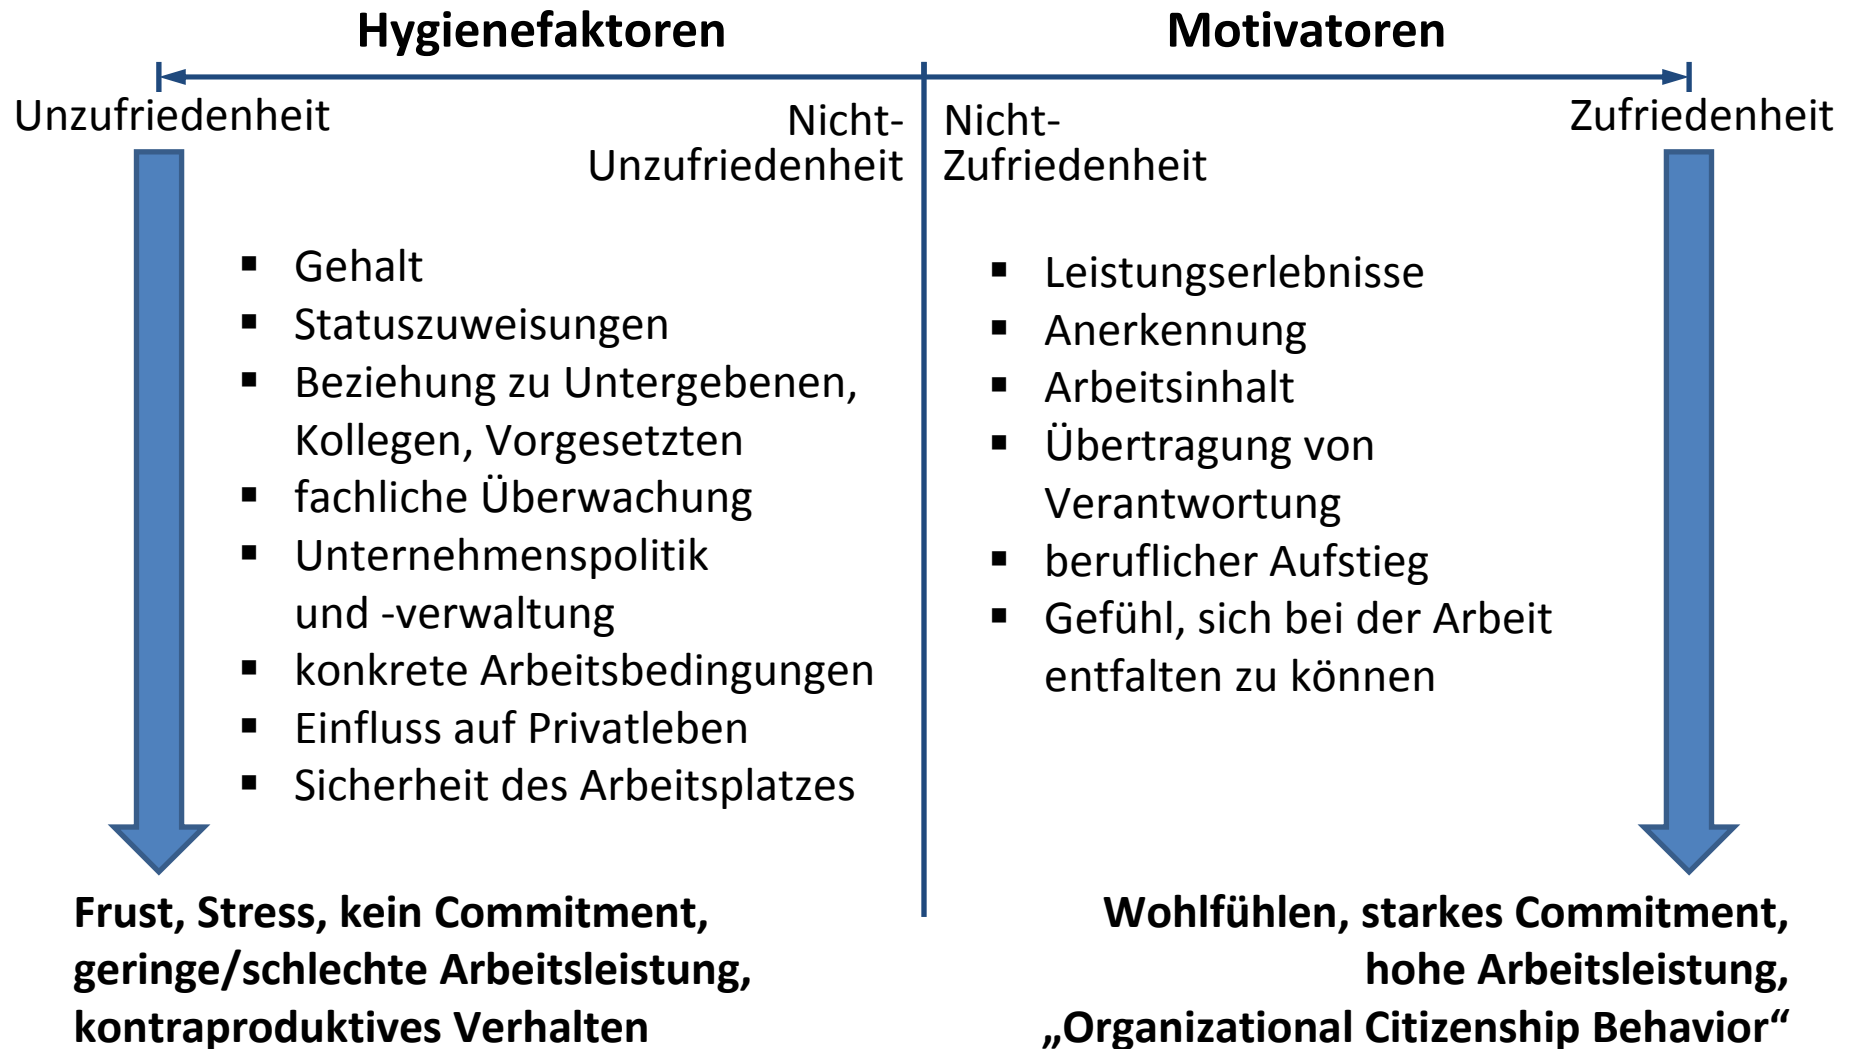 Hygienefaktoren
Motivatoren
Unzufriedenheit
Nicht-
Unzufriedenheit
Nicht-
Zufriedenheit
Zufriedenheit
▪ Gehalt
▪ Statuszuweisungen
▪ Beziehung zu Untergebenen,
Kollegen, Vorgesetzten
▪ fachliche Überwachung
▪ Unternehmenspolitik
und -verwaltung
▪ konkrete Arbeitsbedingungen
▪ Einfluss auf Privatleben
▪ Sicherheit des Arbeitsplatzes
▪ Leistungserlebnisse
▪ Anerkennung
▪ Arbeitsinhalt
▪ Übertragung von
Verantwortung
▪ beruflicher Aufstieg
▪ Gefühl, sich bei der Arbeit
entfalten zu können
Frust, Stress, kein Commitment,
geringe/schlechte Arbeitsleistung,
kontraproduktives Verhalten
Wohlfühlen, starkes Commitment,
hohe Arbeitsleistung,
„Organizational Citizenship Behavior“